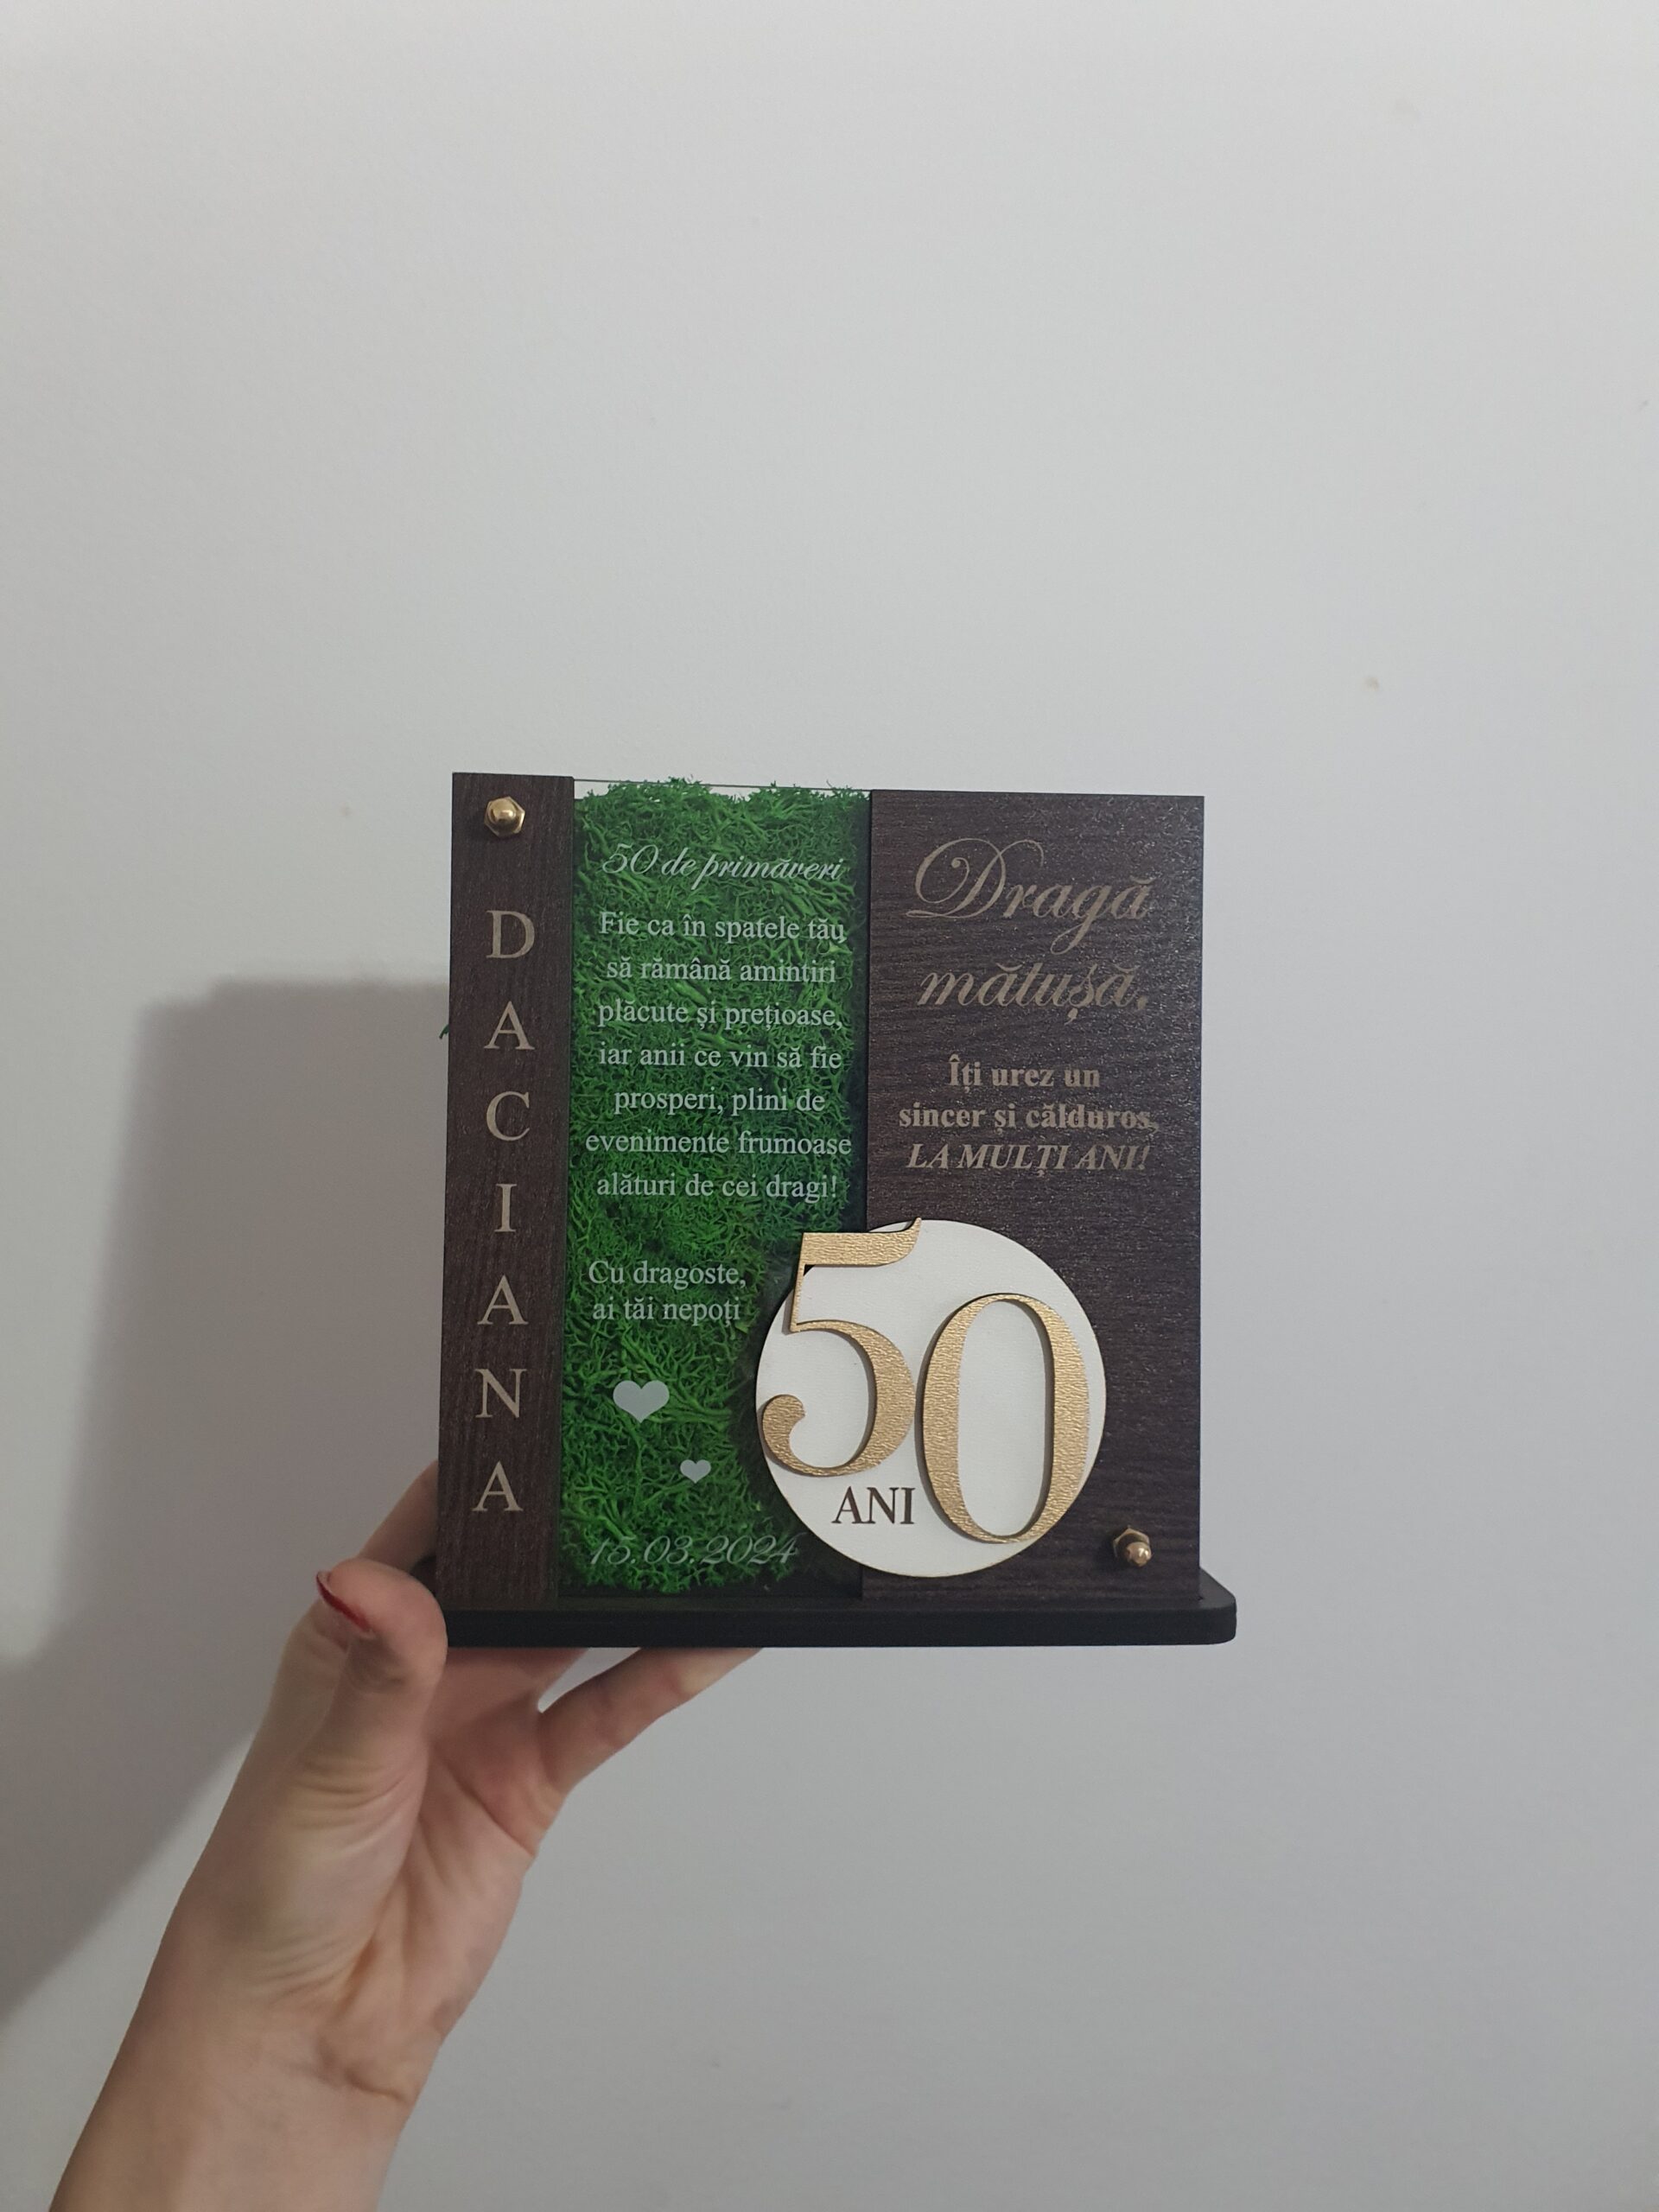 DACIANA
50 de primăveri
Fie ca în spatele tău
să rămână amintiri
plăcute și prețioase,
iar anii ce vin să fie
prosperi, plini de
evenimente frumoase
alături de cei dragi!
Cu dragoste,
ai tăi nepoți
15.03.2024
Dragă
mătușă,
Îți urez un
sincer și călduros,
LA MULȚI ANI!
50
ANI